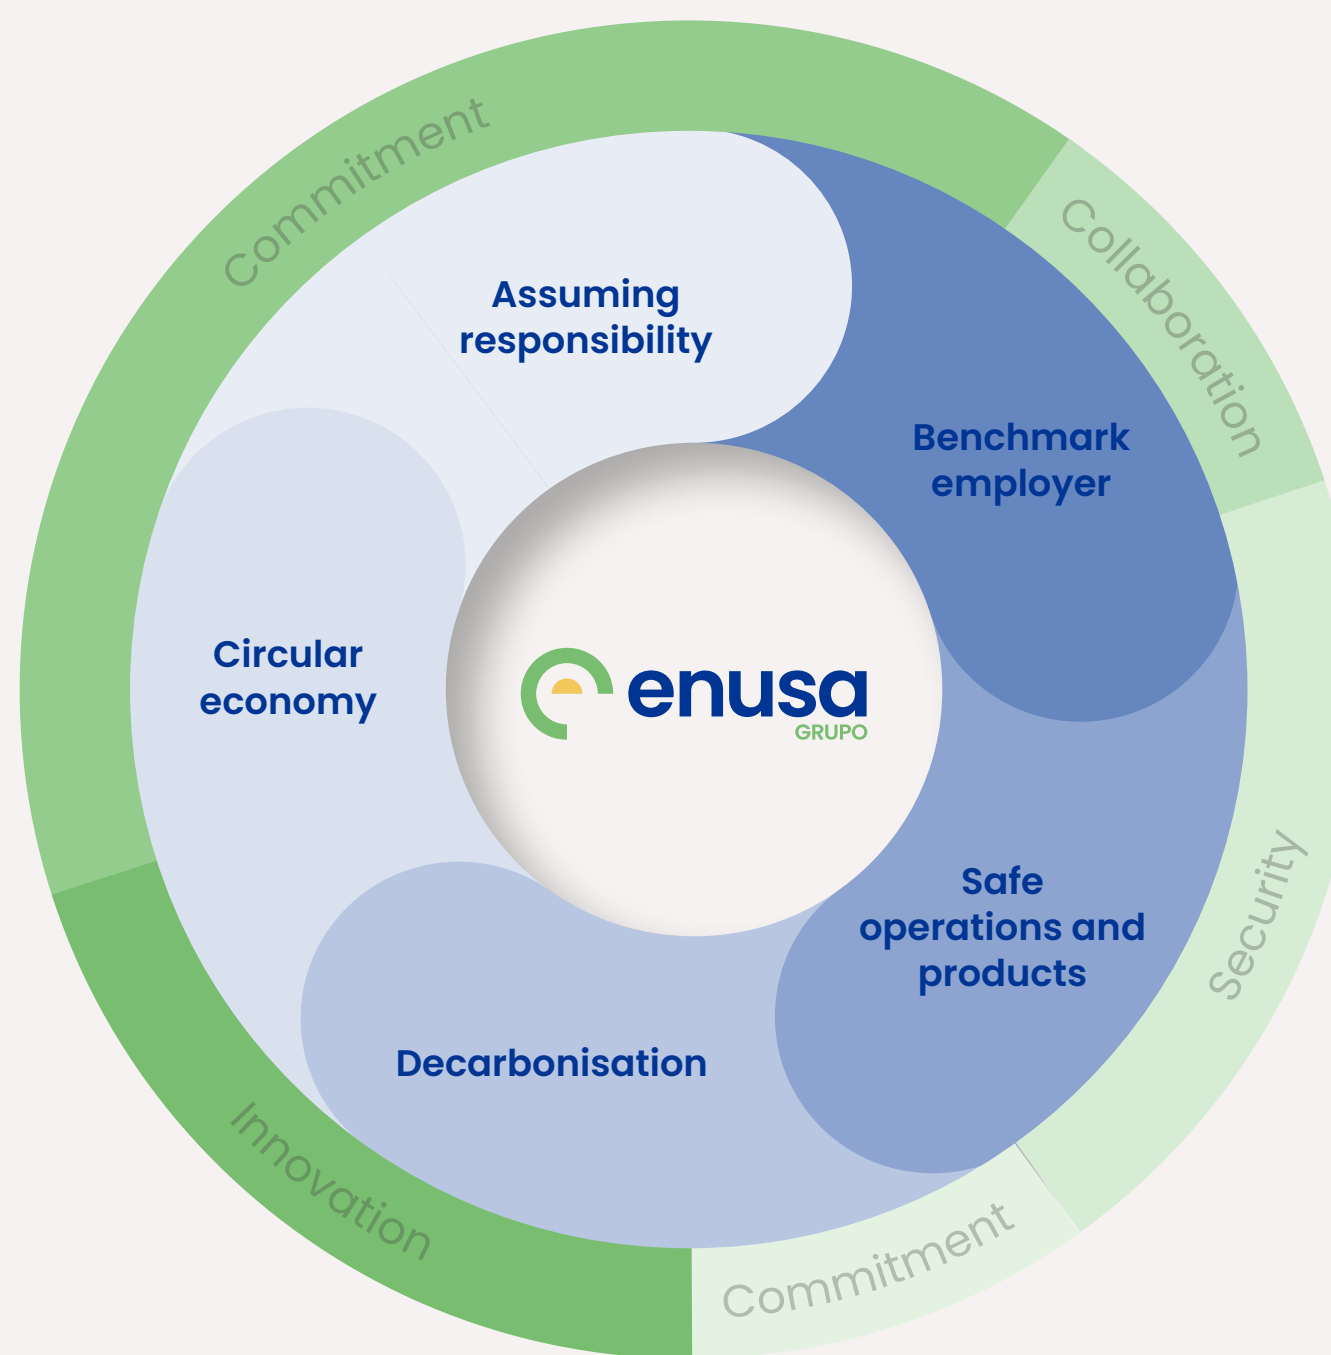 Commitment
Collaboration
Assuming
responsibility
Benchmark
employer
Circular
economy
enusa
GRUPO
Safe
operations and
products
Security
Decarbonisation
Innovation
Commitment